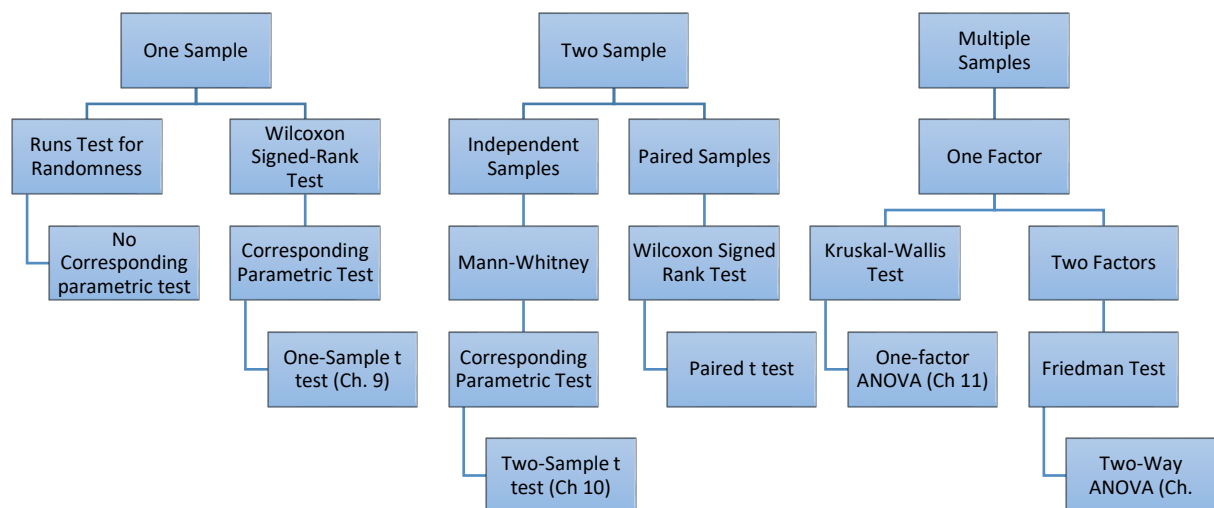 One Sample
Runs Test for
Randomness
No
Corresponding
parametric test
Wilcoxon
Signed-Rank
Test
Corresponding
Parametric Test
One-Sample t
test (Ch. 9)
Two Sample
Independent
Samples
Mann-Whitney
Corresponding
Parametric Test
Two-Sample t
test (Ch 10)
Paired Samples
Wilcoxon Signed
Rank Test
Paired t test
Multiple
Samples
One Factor
Kruskal-Wallis
Test
One-factor
ANOVA (Ch 11)
Two Factors
Friedman Test
Two-Way
ANOVA (Ch.